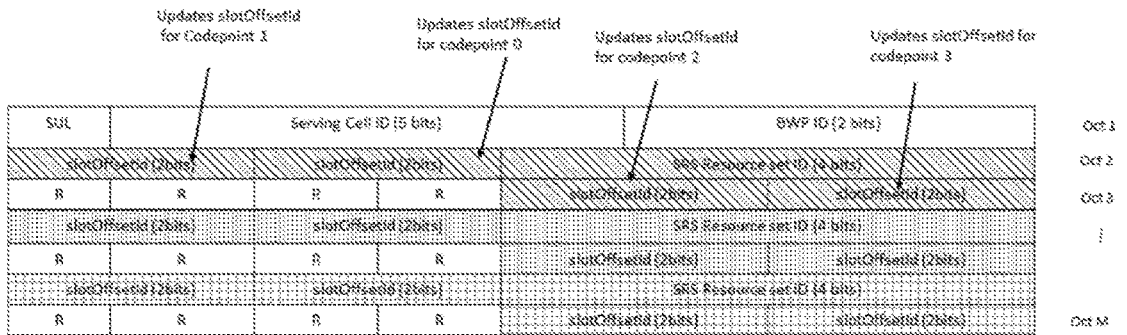 Updates slotOffsetId
for Codepoint 1
Updates slotOffsetId
for codepoint 0
Updates slotOffsetId
for codepoint 2
Updates slotOffsetId for
codepoint 3
SUL Serving Cell ID (5 bits) BWP ID (2 bits) Oct 1
slotOffsetId (2bits) slotOffsetId (2bits) SRS Resource set ID (4 bits) Oct 2
R R R R slotOffsetId (2bits) slotOffsetId (2bits) Oct 3
slotOffsetId (2bits) slotOffsetId (2bits) SRS Resource set ID (4 bits) ...
R R R R slotOffsetId (2bits) slotOffsetId (2bits)
slotOffsetId (2bits) slotOffsetId (2bits) SRS Resource set ID (4 bits)
R R R R slotOffsetId (2bits) slotOffsetId (2bits) Oct M